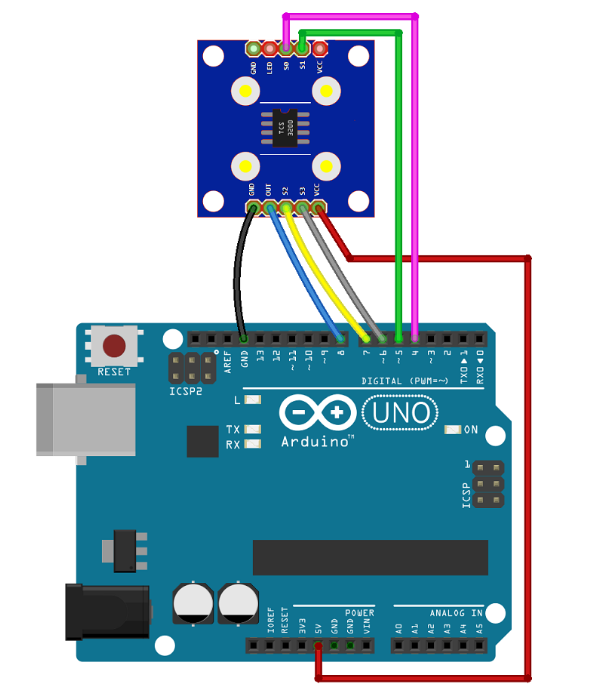 GND LED S0 S1 VCC
TCS
3200
GND OUT S2 S3 VCC
RESET
ICSP2
AREF
GND
13
12
~11
~10
~9
8
7
~6
~5
4
~3
2
TX0▶1
RX0◀0
DIGITAL (PWM=~)
L
TX
RX
Arduino™
UNO
ON
1
ICSP
POWER
ANALOG IN
IOREF
RESET
3V3
5V
GND
GND
VIN
A0
A1
A2
A3
A4
A5